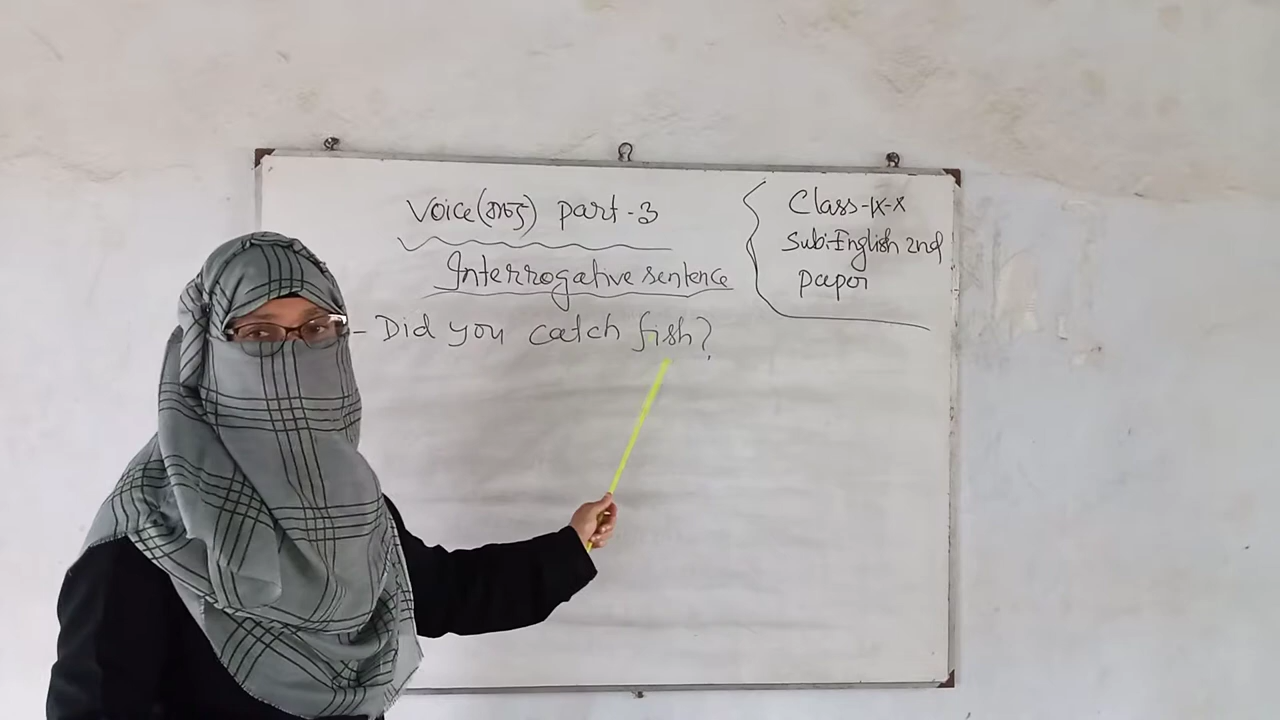 Voice (বাচ্য) part - 3
Interrogative sentence
- Did you catch fish?
Class-IX-X
Sub:-English 2nd
paper